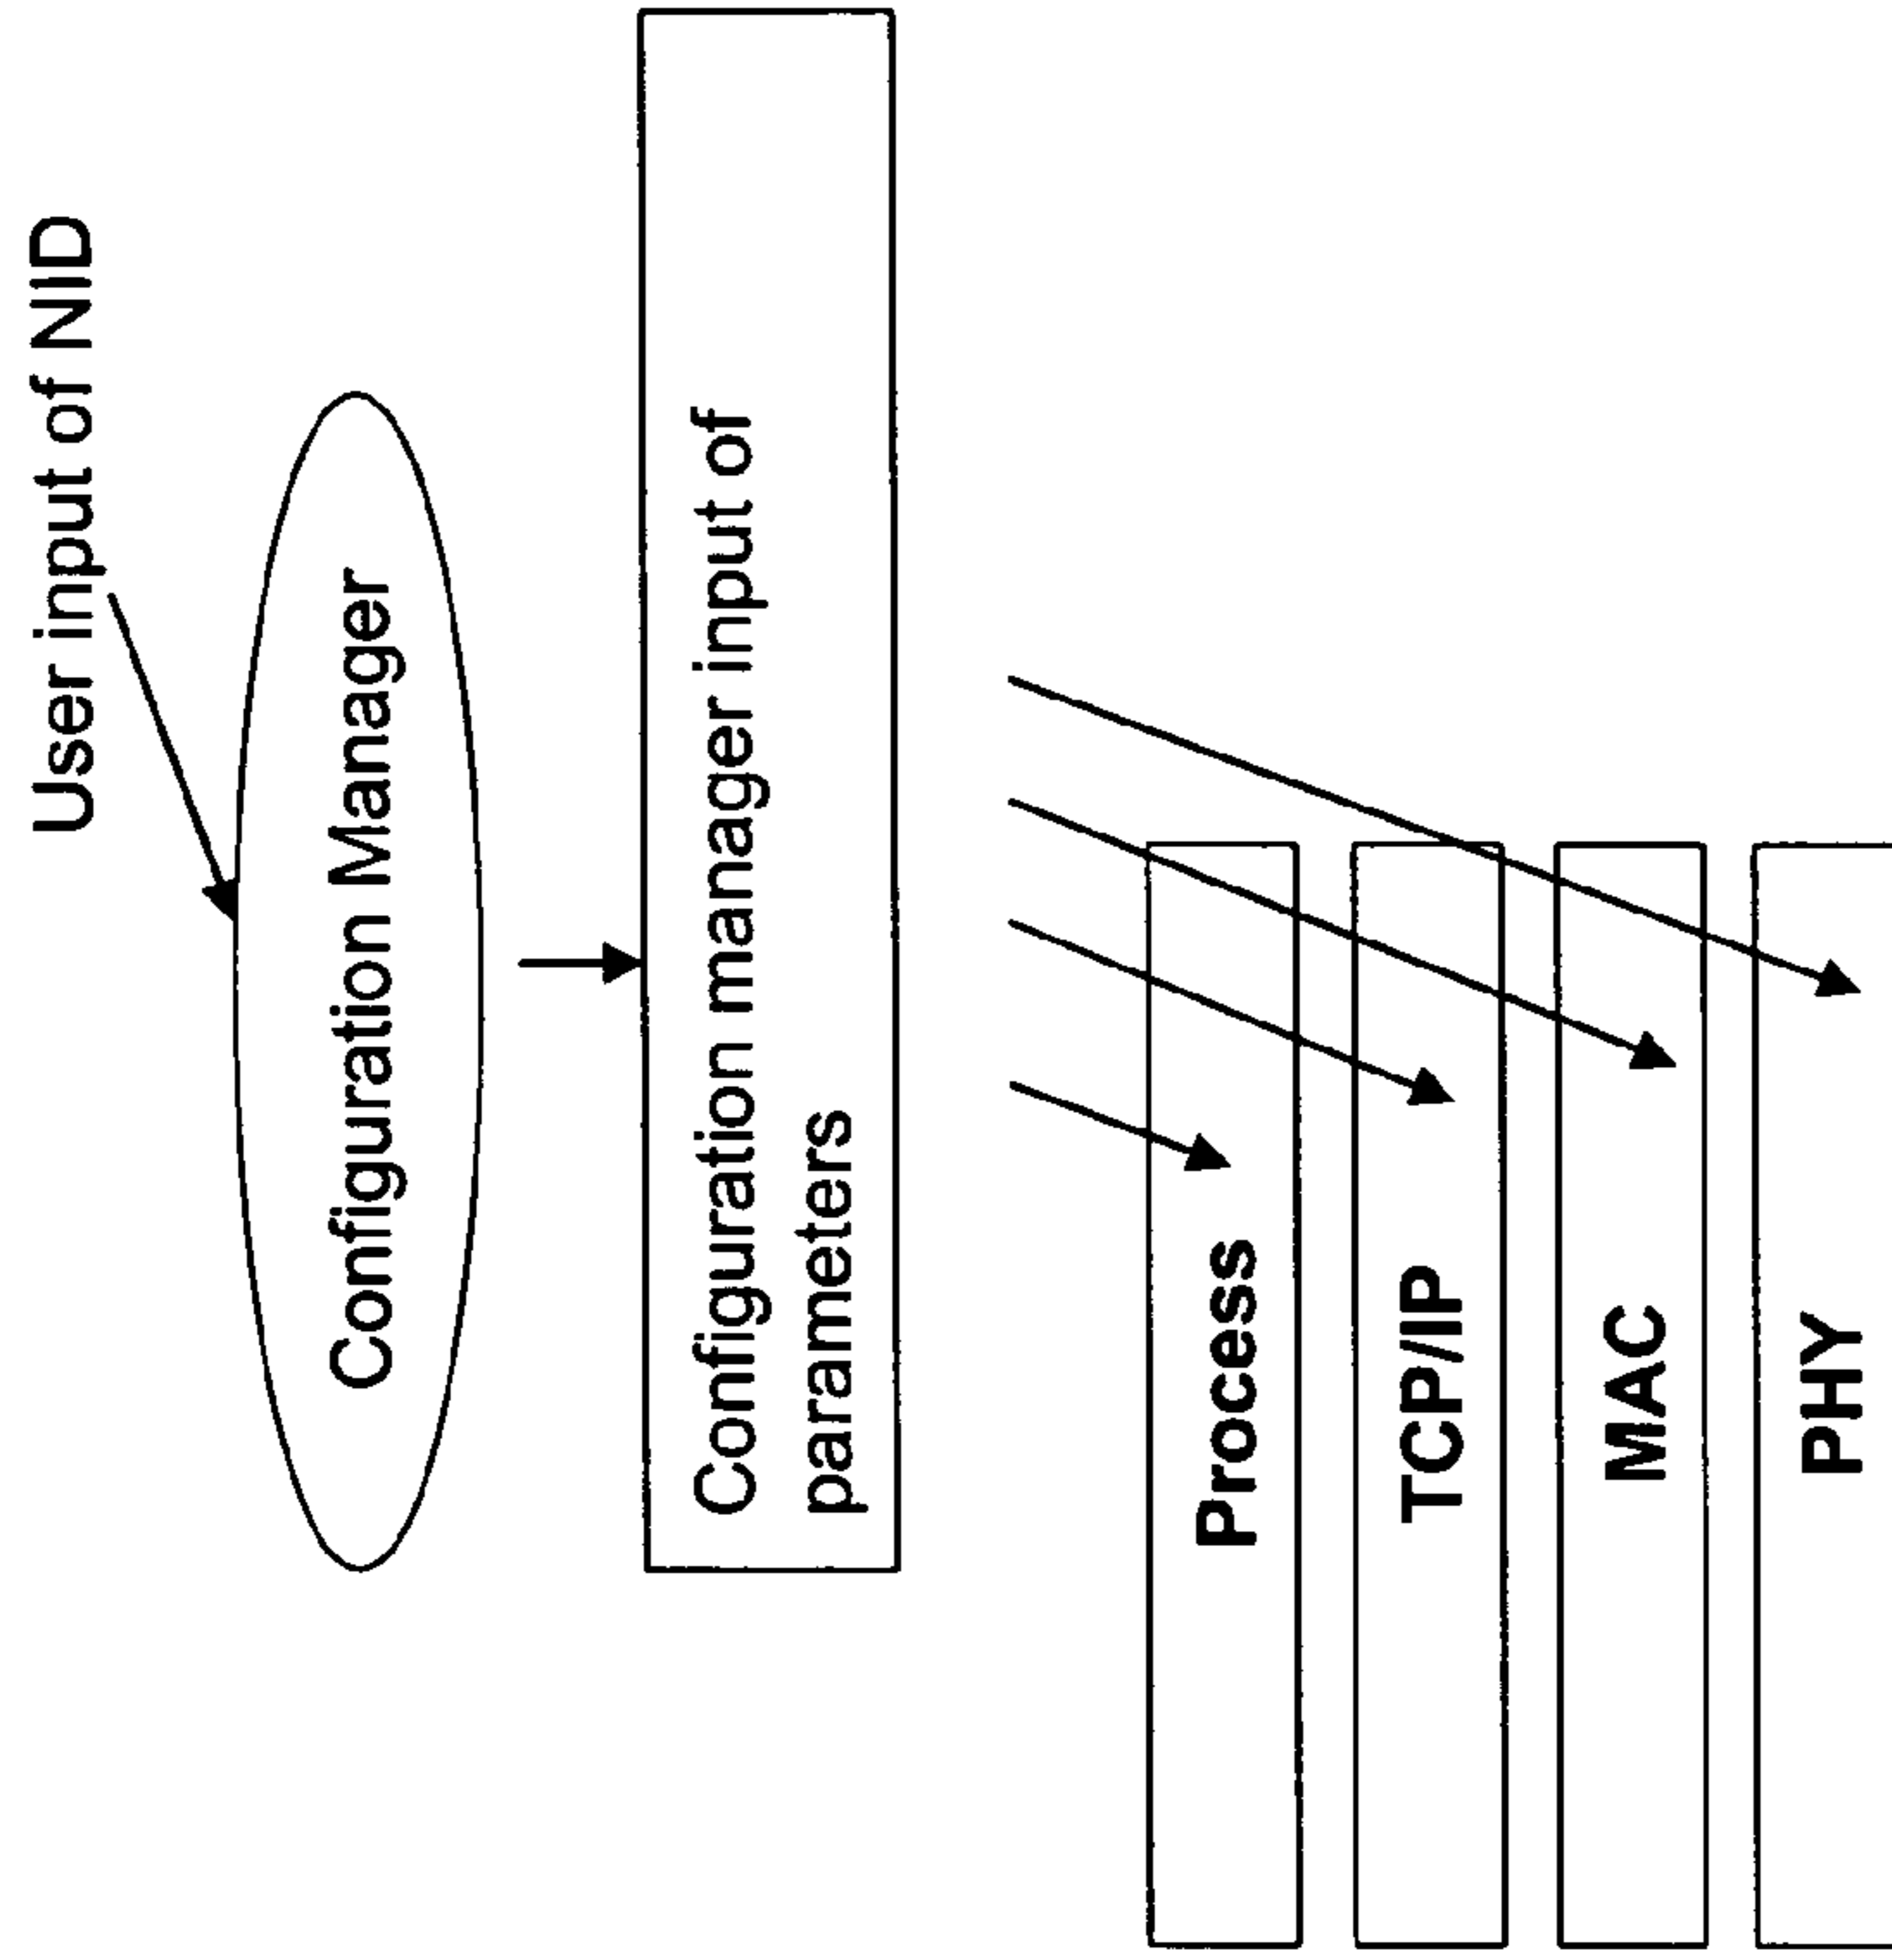 User input of NID
Configuration Manager
Configuration manager input of
parameters
Process
TCP/IP
MAC
PHY